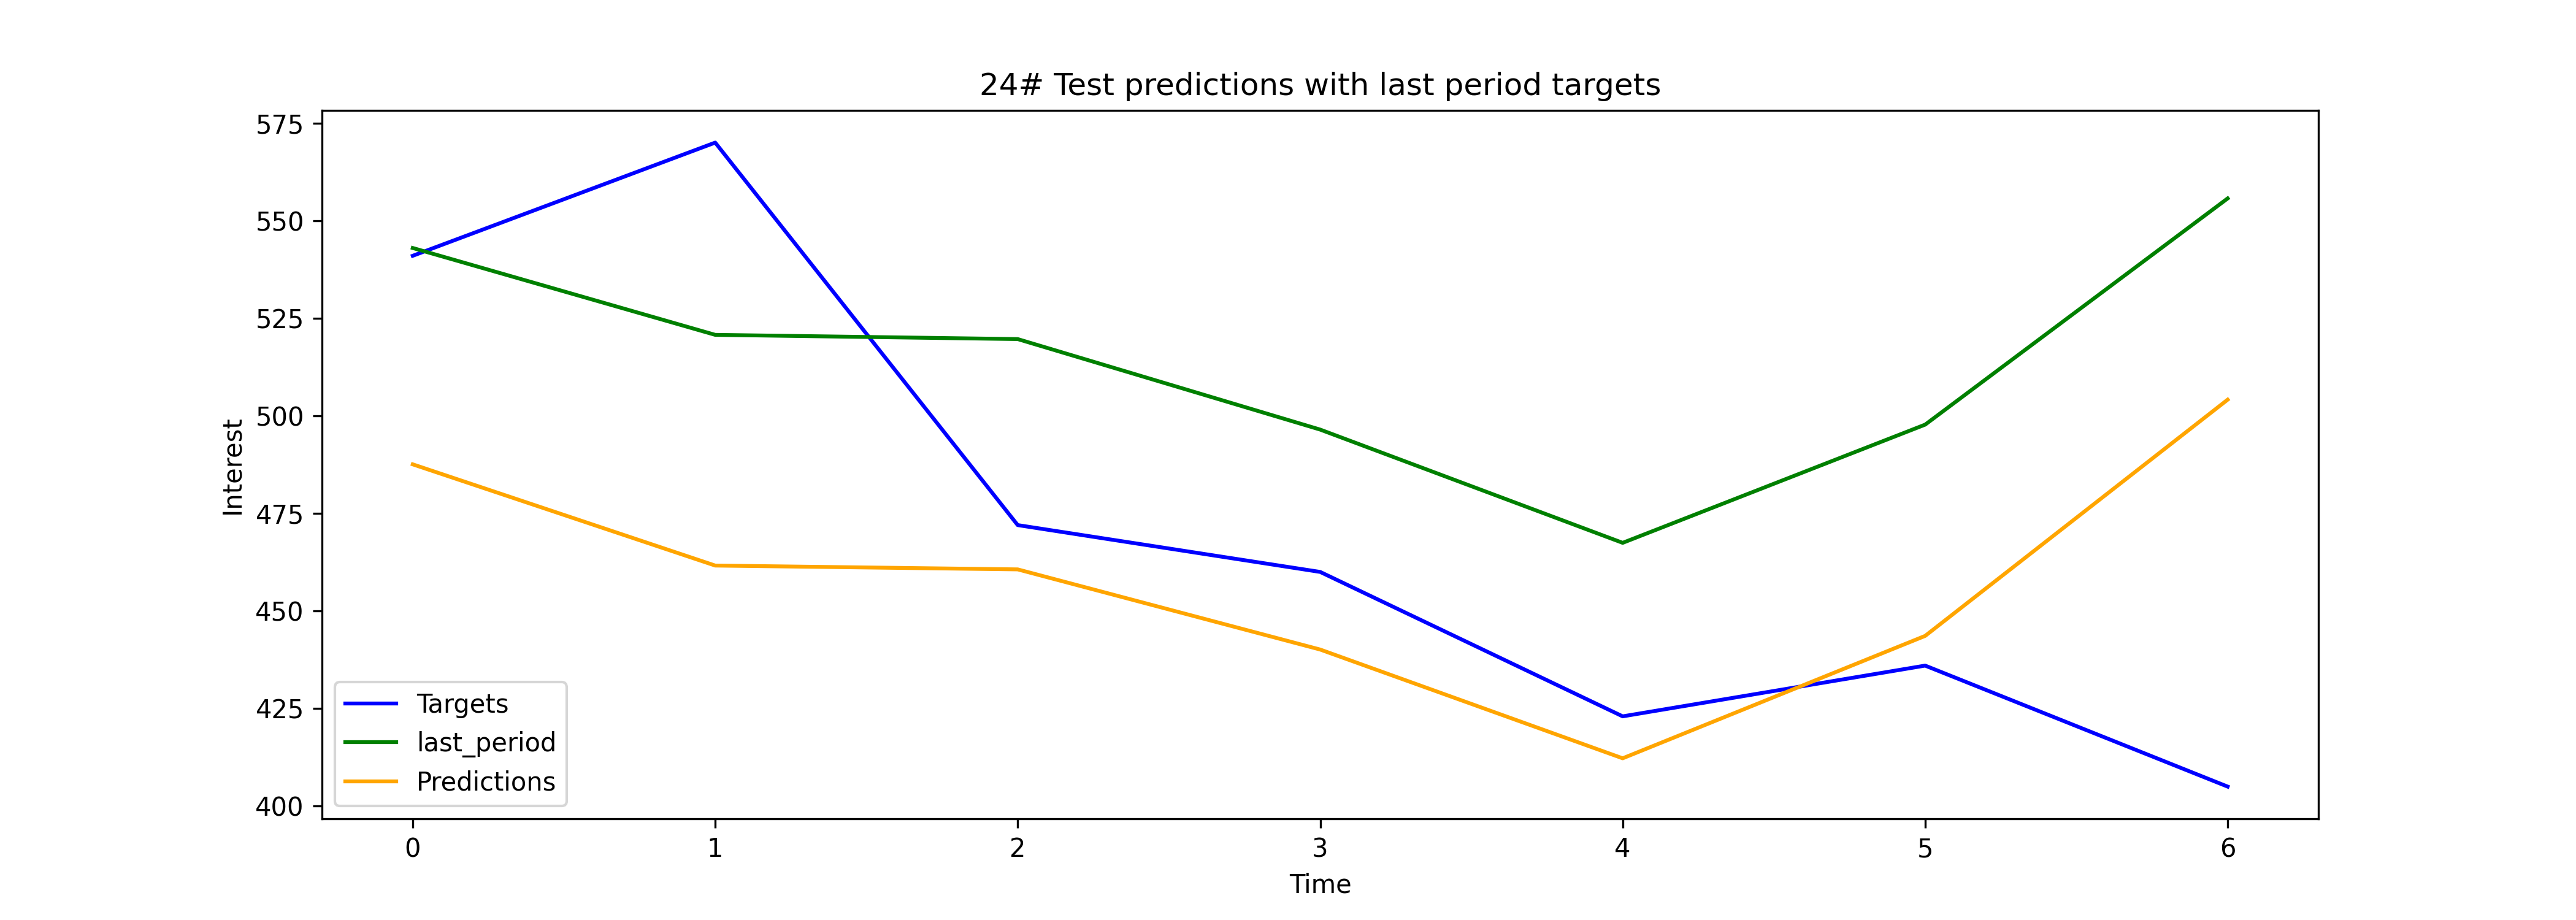 24# Test predictions with last period targets
575
550
525
500
475
450
425
400
Interest
Targets
last_period
Predictions
0 1 2 3 4 5 6
Time